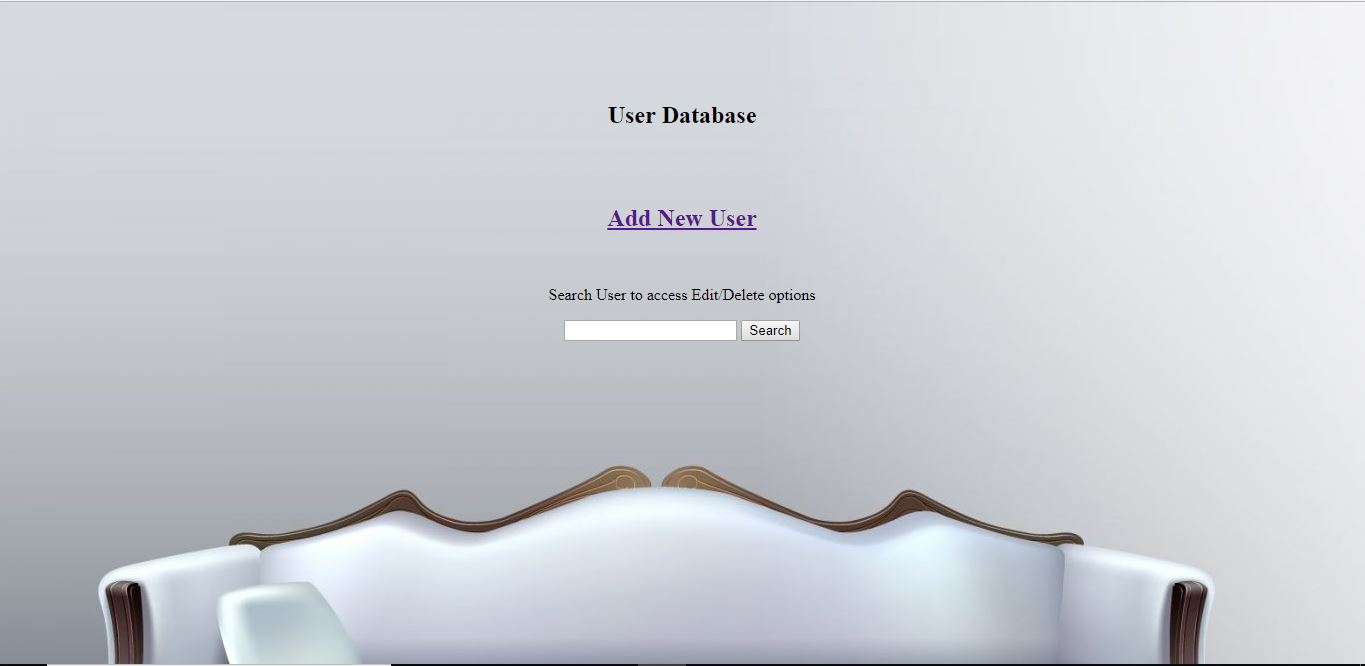 User Database
Add New User
Search User to access Edit/Delete options
Search